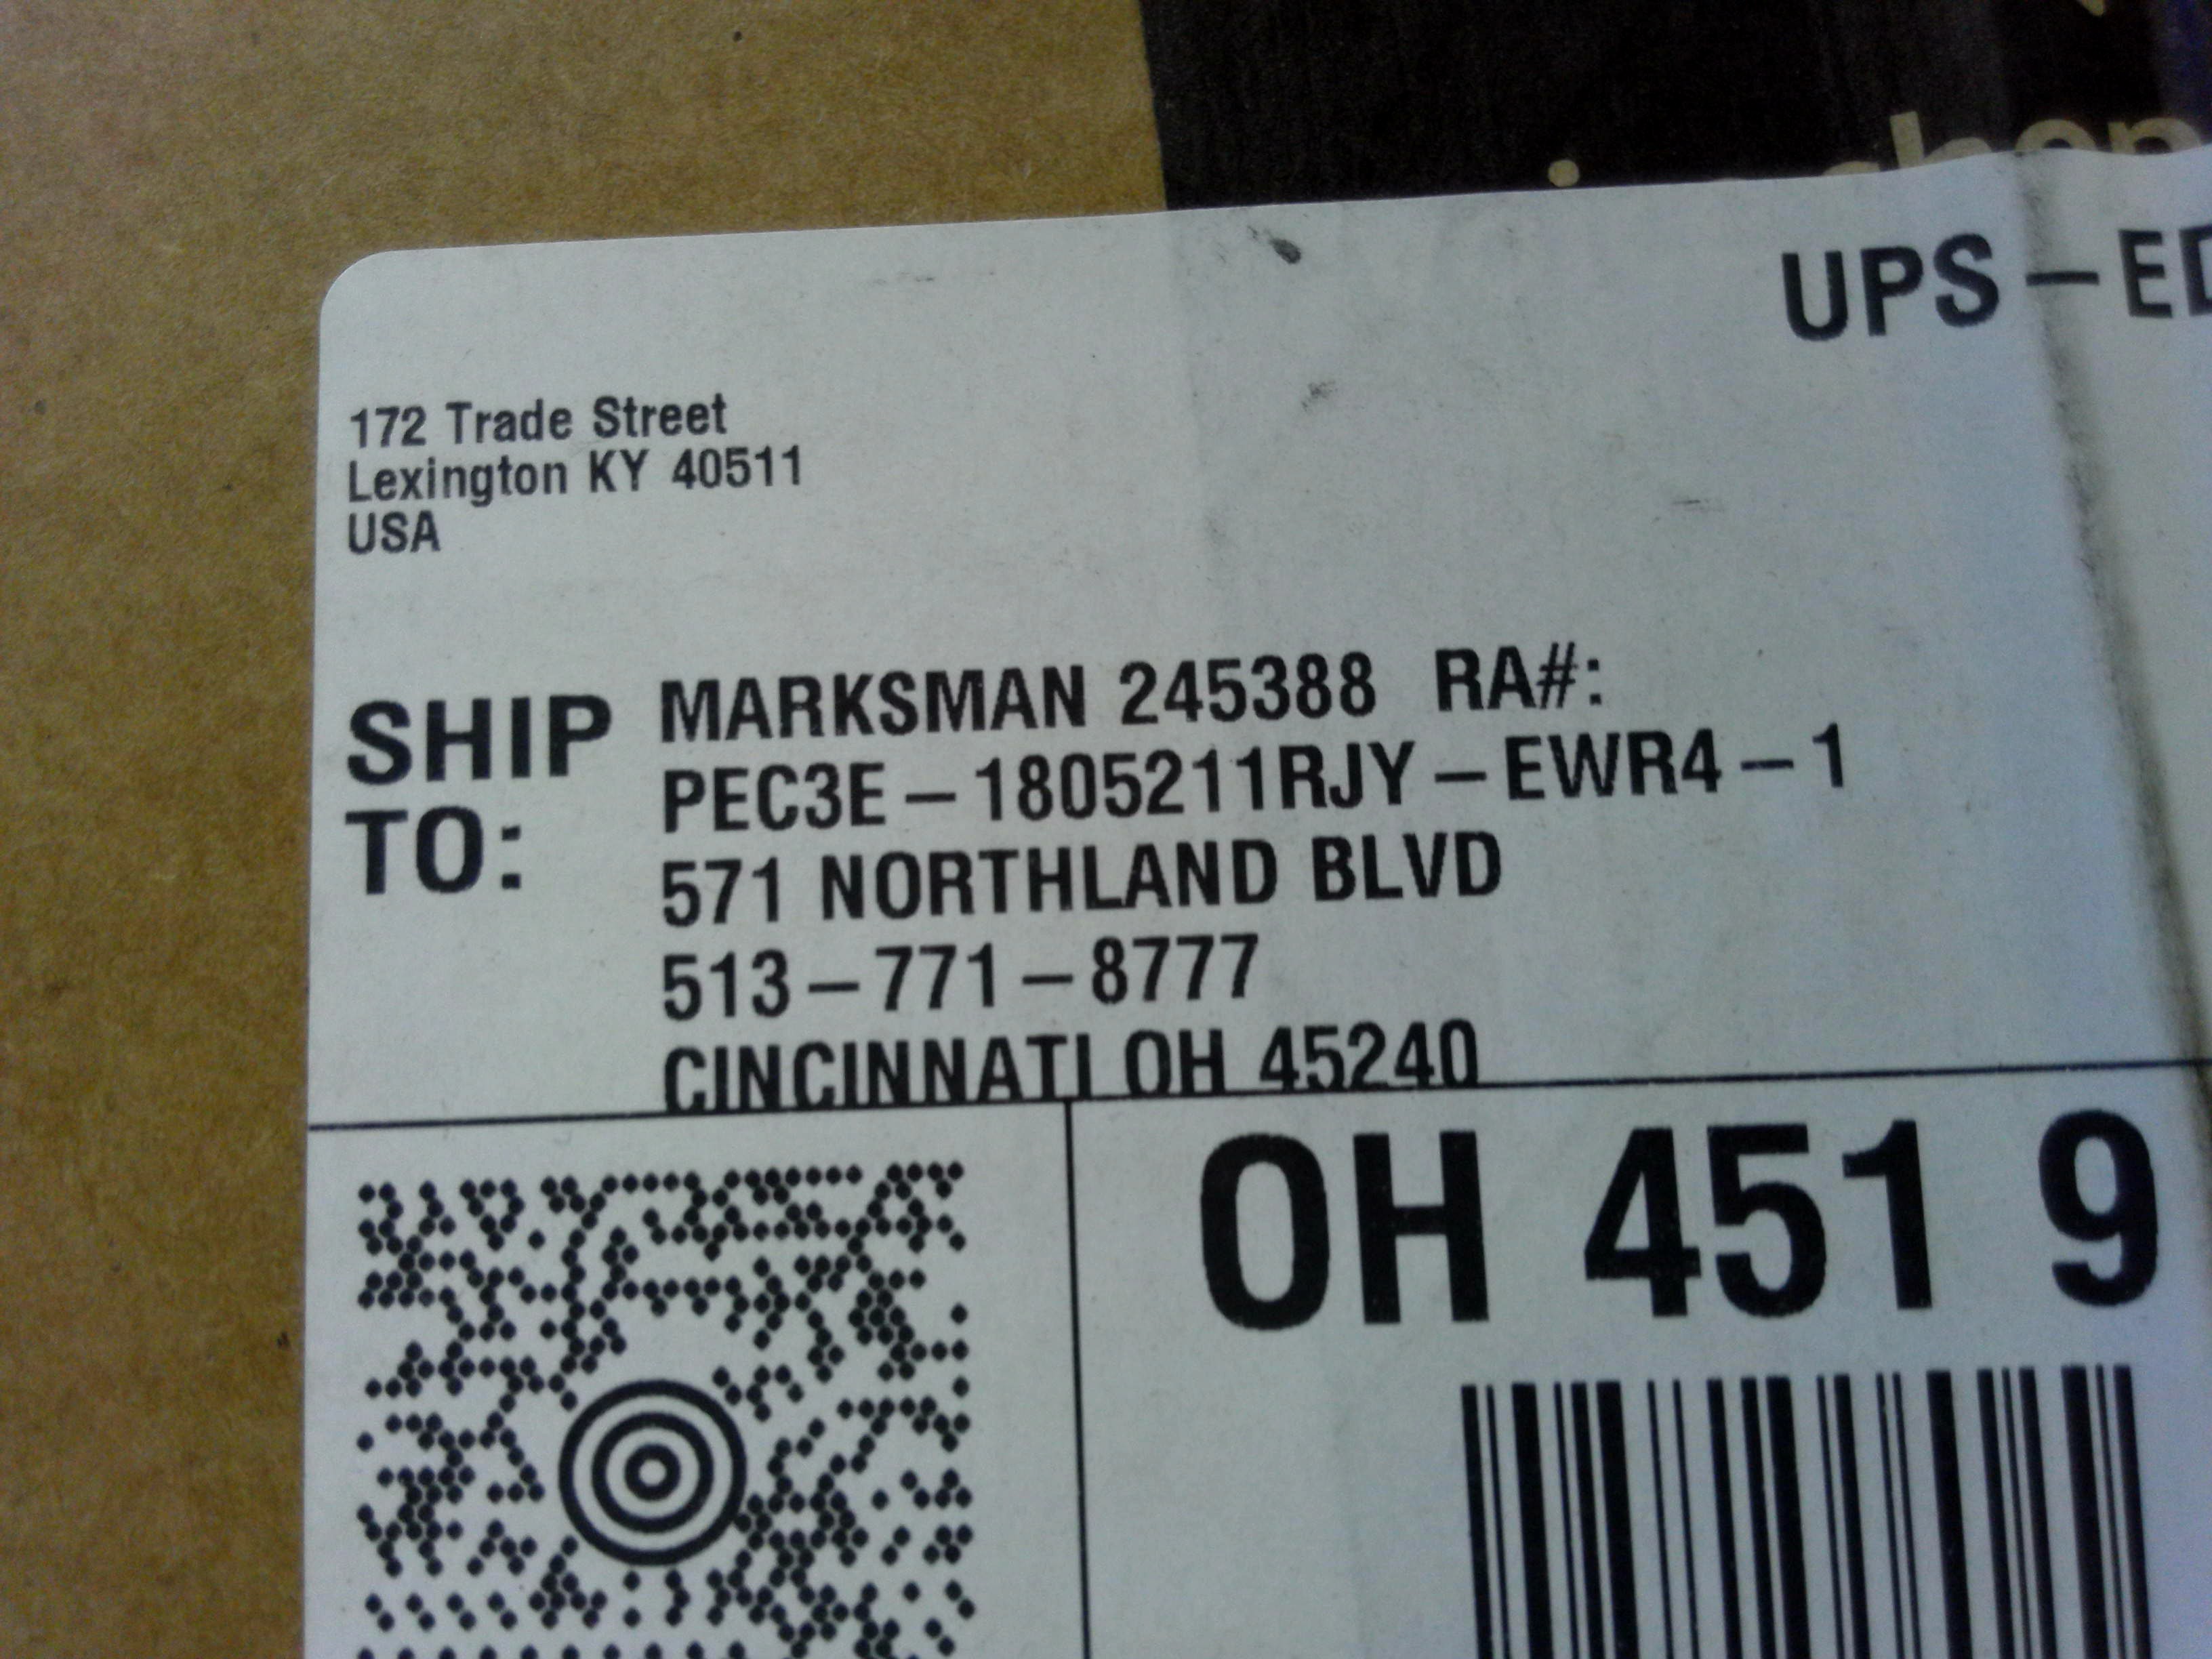 UPS-ED
172 Trade Street
Lexington KY 40511
USA
SHIP TO:
MARKSMAN 245388 RA#:
PEC3E-1805211RJY-EWR4-1
571 NORTHLAND BLVD
513-771-8777
CINCINNATI OH 45240
OH 451 9